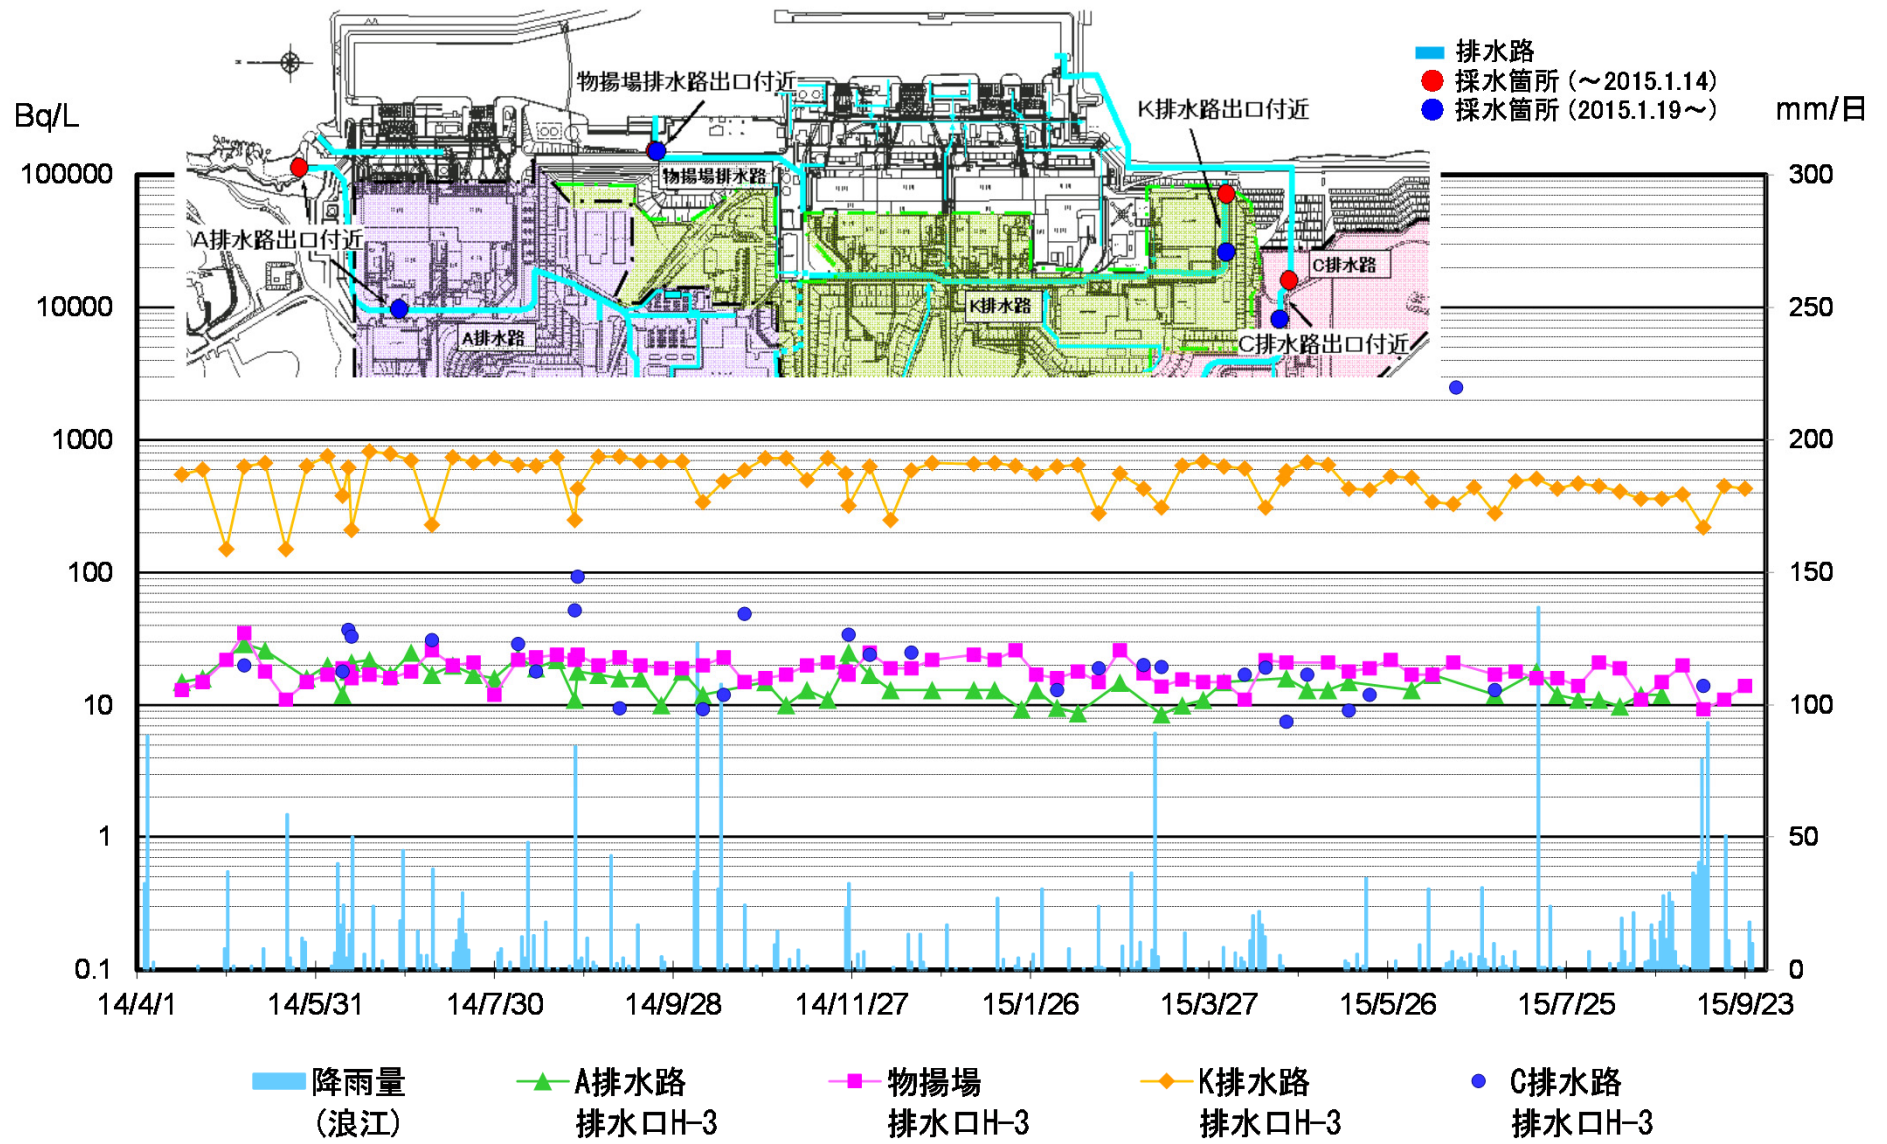 排水路
採水箇所 (～2015.1.14)
採水箇所 (2015.1.19～)
Bq/L
mm/日
物揚場排水路出口付近
K排水路出口付近
物揚場排水路
A排水路出口付近
C排水路
K排水路
A排水路
C排水路出口付近
100000
10000
1000
100
10
1
0.1
300
250
200
150
100
50
0
14/4/1
14/5/31
14/7/30
14/9/28
14/11/27
15/1/26
15/3/27
15/5/26
15/7/25
15/9/23
降雨量
(浪江)
A排水路
排水口H-3
物揚場
排水口H-3
K排水路
排水口H-3
C排水路
排水口H-3